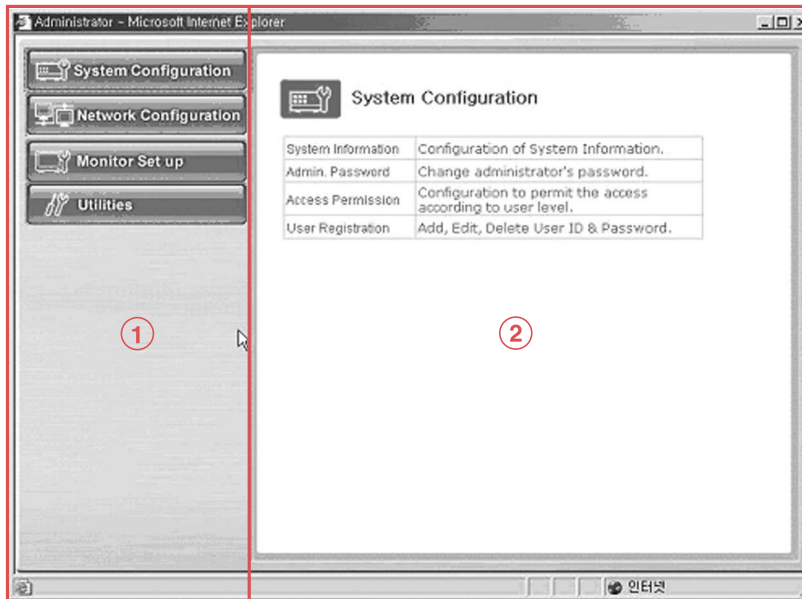 Administrator - Microsoft Internet Explorer
System Configuration
Network Configuration
Monitor Set up
Utilities
1
System Configuration
System Information Configuration of System Information.
Admin. Password Change administrator's password.
Access Permission Configuration to permit the access
according to user level.
User Registration Add, Edit, Delete User ID & Password.
2
인터넷